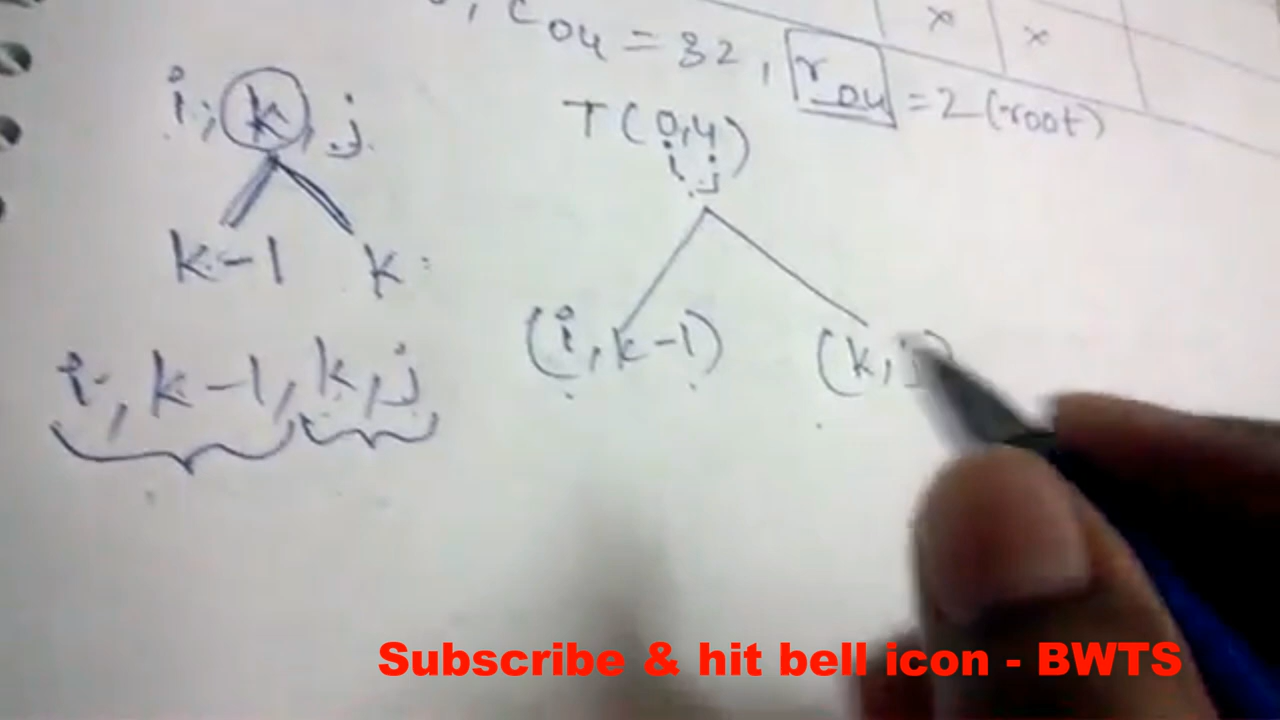 x x
C04 = 32, r04 = 2 (root)
i, k, j
T(0,4)
i j
k-1 k
(i, k-1) (k, j)
i, k-1, k, j
Subscribe & hit bell icon - BWTS